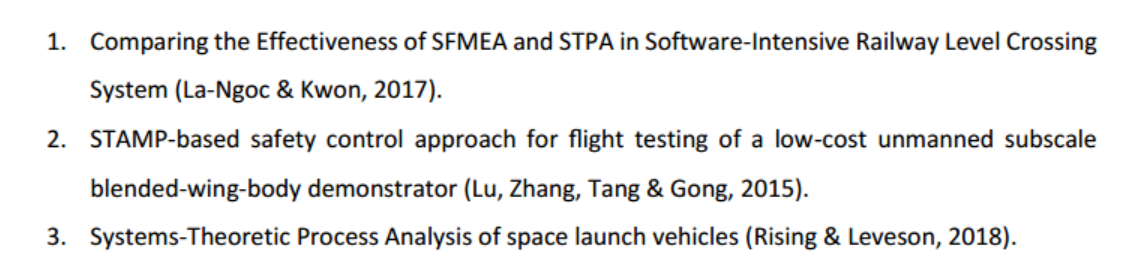 1. Comparing the Effectiveness of SFMEA and STPA in Software-Intensive Railway Level Crossing
System (La-Ngoc & Kwon, 2017).
2. STAMP-based safety control approach for flight testing of a low-cost unmanned subscale
blended-wing-body demonstrator (Lu, Zhang, Tang & Gong, 2015).
3. Systems-Theoretic Process Analysis of space launch vehicles (Rising & Leveson, 2018).